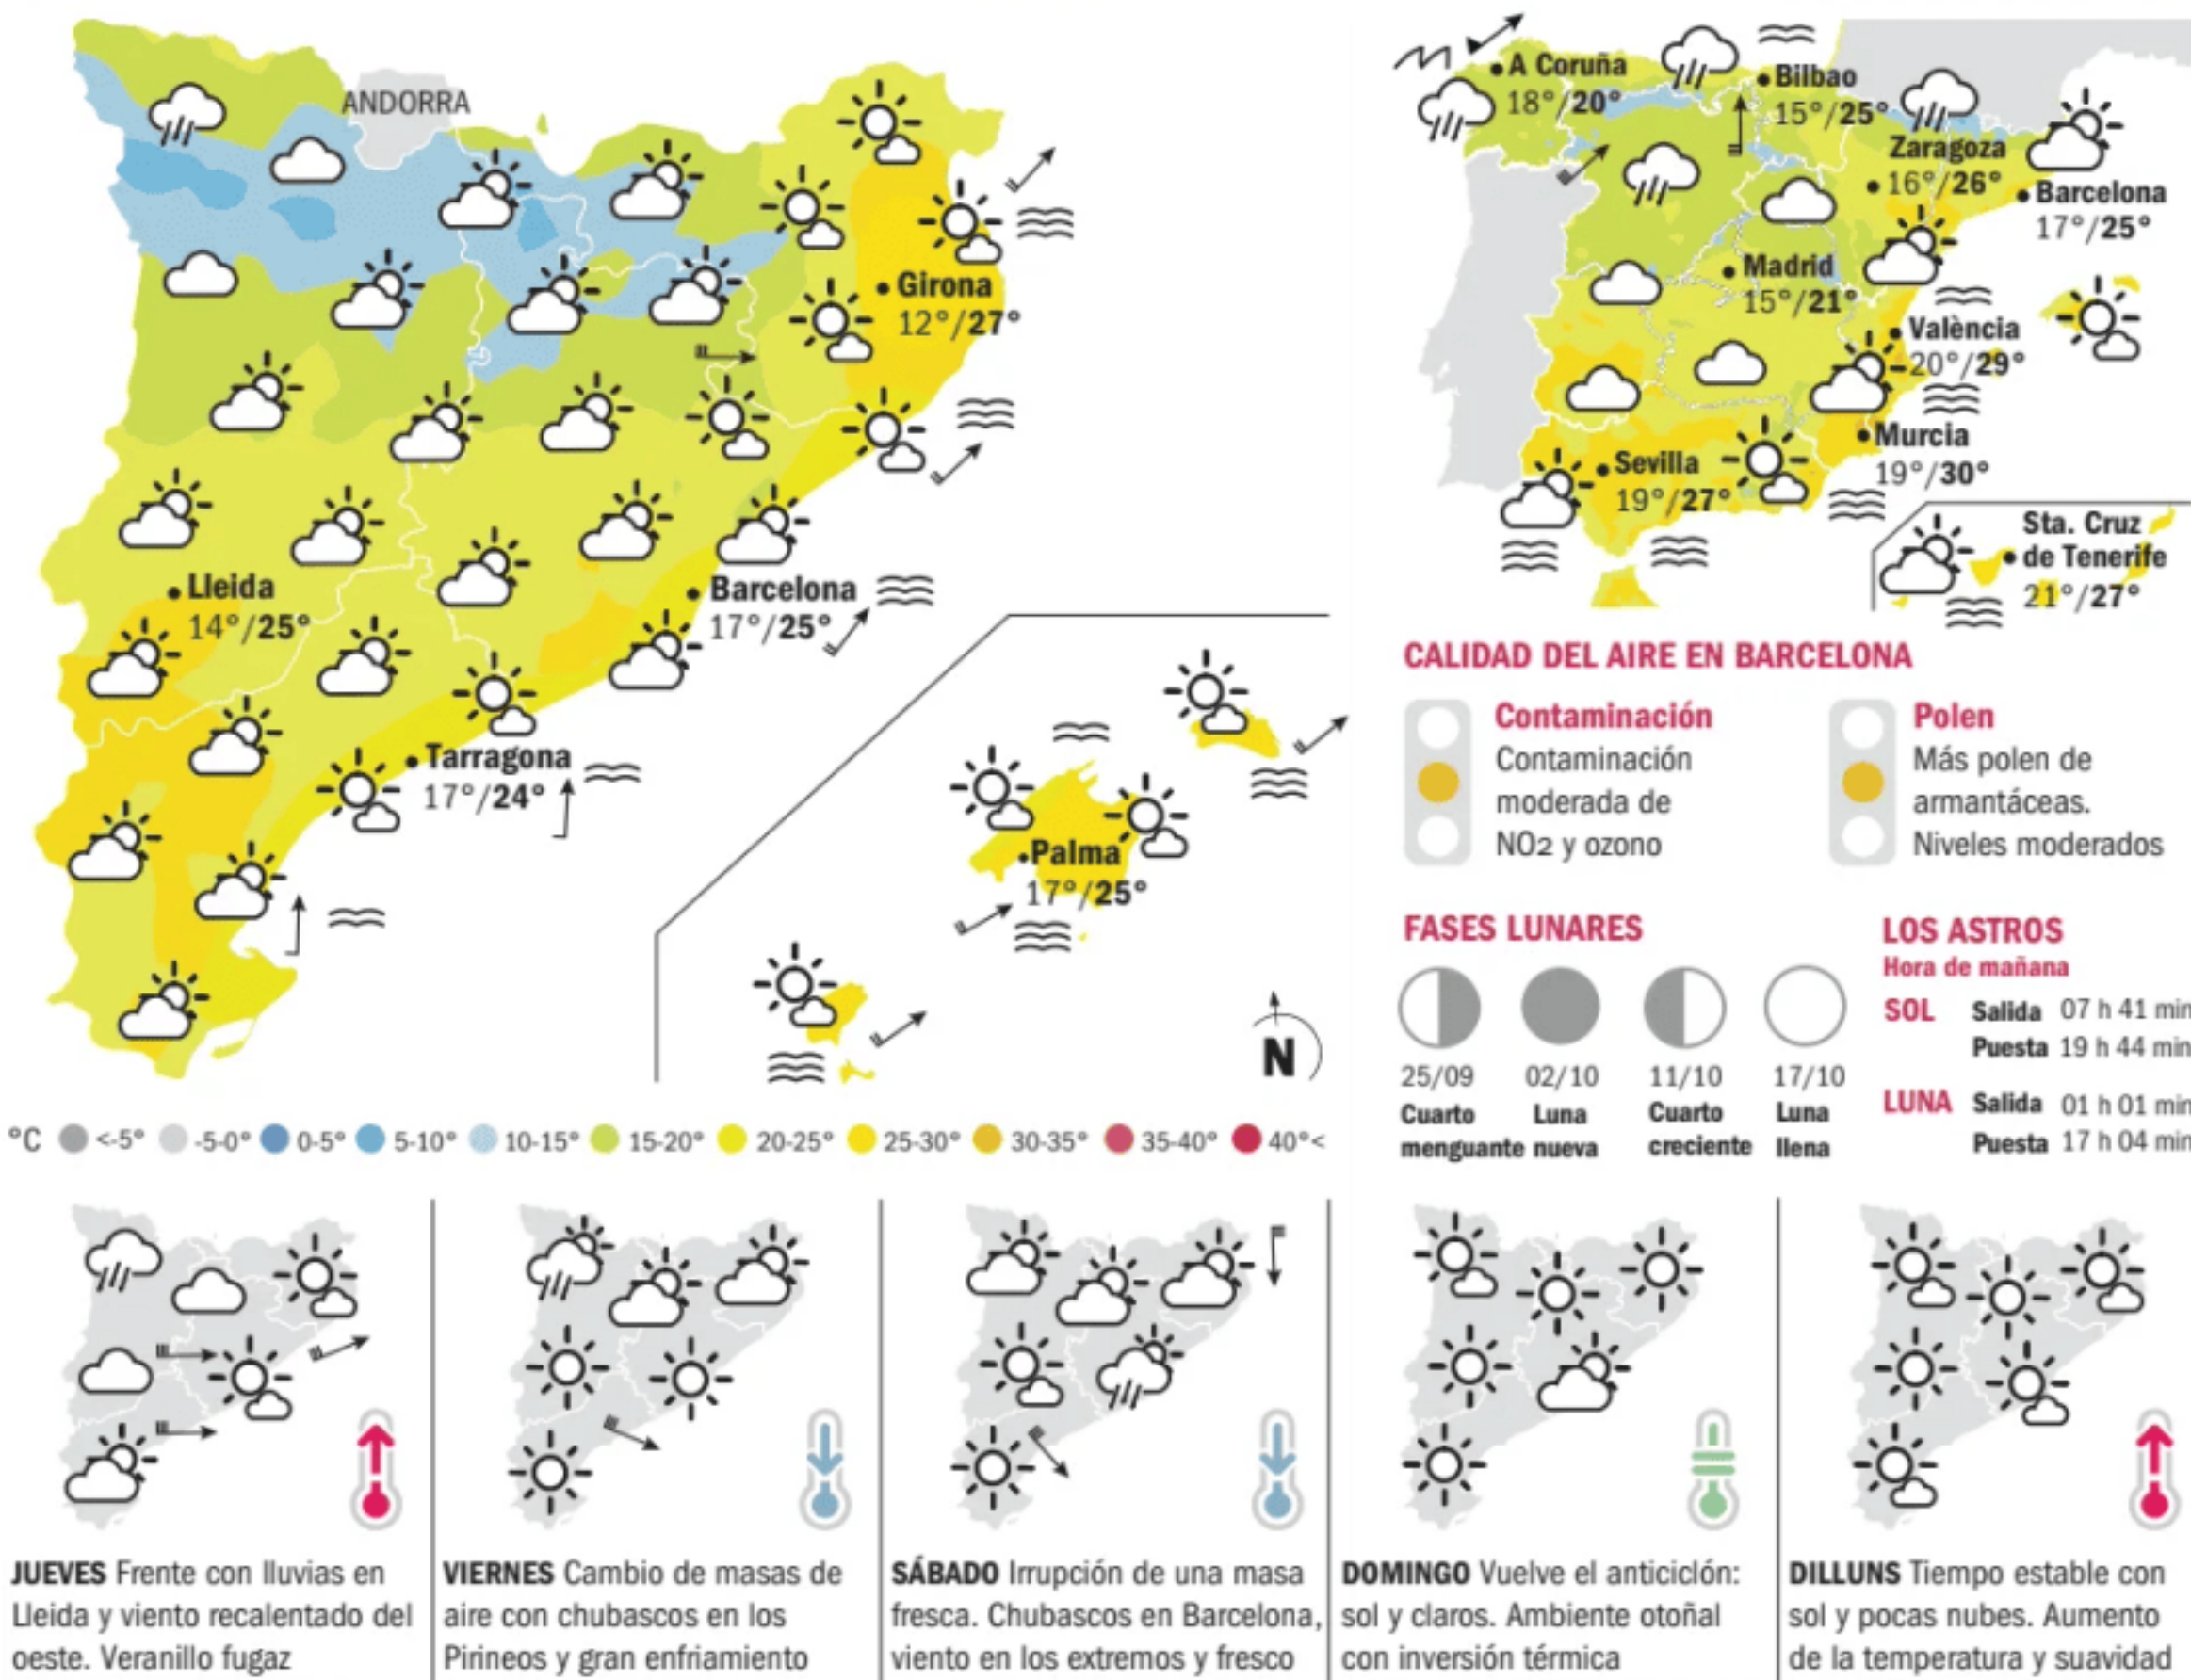 ANDORRA
Girona
12°/27°
Lleida
14°/25°
Barcelona
17°/25°
Tarragona
17°/24°
Palma
17°/25°
N
A Coruña
18°/20°
Bilbao
15°/25°
Zaragoza
16°/26°
Barcelona
17°/25°
Madrid
15°/21°
València
20°/29°
Murcia
19°/30°
Sevilla
19°/27°
Sta. Cruz
de Tenerife
21°/27°
CALIDAD DEL AIRE EN BARCELONA
Contaminación
Contaminación
moderada de
NO2 y ozono
Polen
Más polen de
armantáceas.
Niveles moderados
FASES LUNARES
25/09
Cuarto
menguante
02/10
Luna
nueva
11/10
Cuarto
creciente
17/10
Luna
llena
LOS ASTROS
Hora de mañana
SOL Salida 07 h 41 min
Puesta 19 h 44 min
LUNA Salida 01 h 01 min
Puesta 17 h 04 min
°C <-5° -5-0° 0-5° 5-10° 10-15° 15-20° 20-25° 25-30° 30-35° 35-40° 40°<
JUEVES Frente con lluvias en
Lleida y viento recalentado del
oeste. Veranillo fugaz
VIERNES Cambio de masas de
aire con chubascos en los
Pirineos y gran enfriamiento
SÁBADO Irrupción de una masa
fresca. Chubascos en Barcelona,
viento en los extremos y fresco
DOMINGO Vuelve el anticiclón:
sol y claros. Ambiente otoñal
con inversión térmica
DILLUNS Tiempo estable con
sol y pocas nubes. Aumento
de la temperatura y suavidad